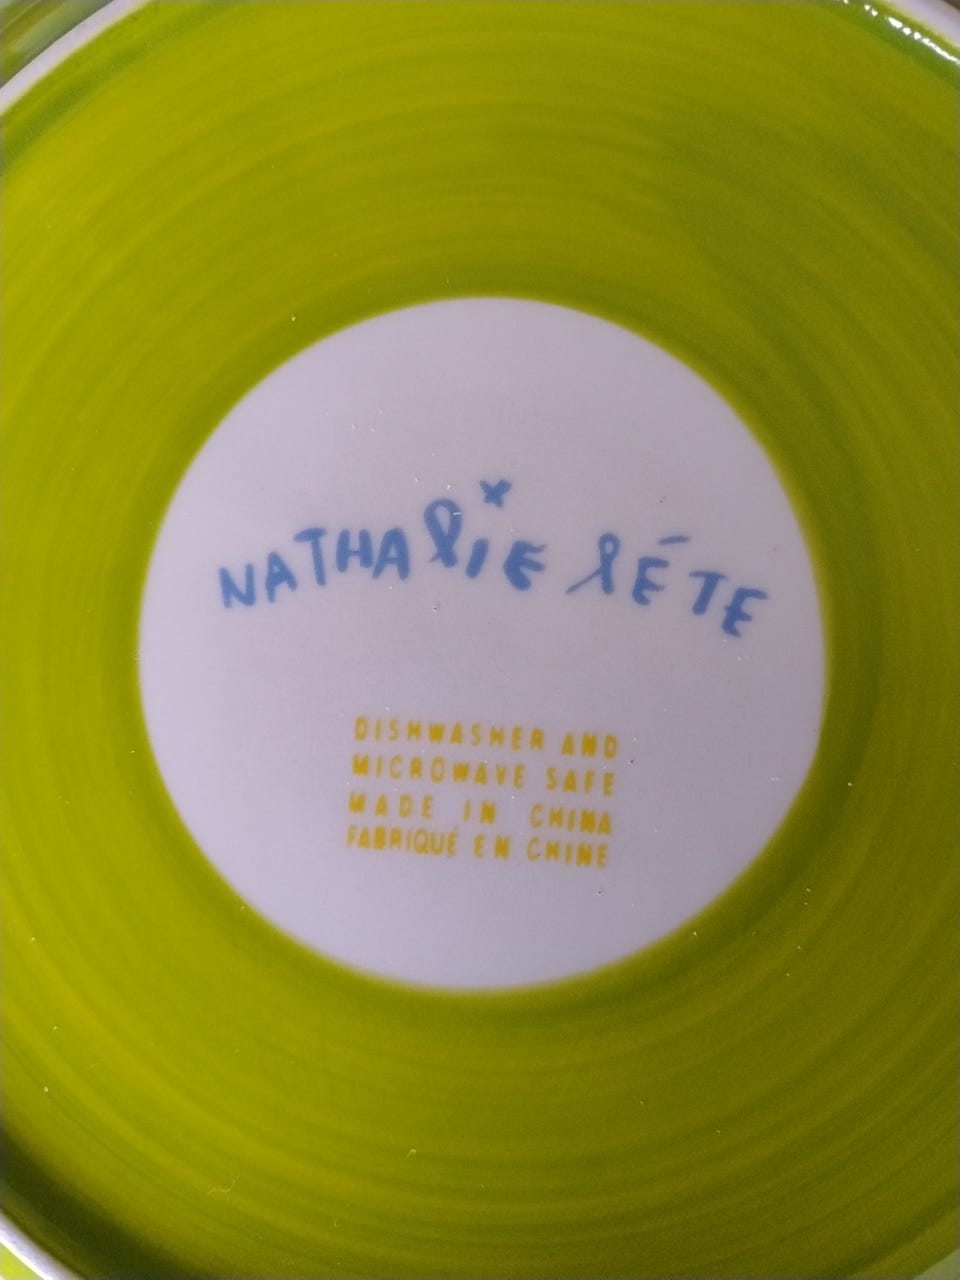 NATHAliE lÉTE
DISHWASHER AND
MICROWAVE SAFE
MADE IN CHINA
FABRIQUÉ EN CHINE